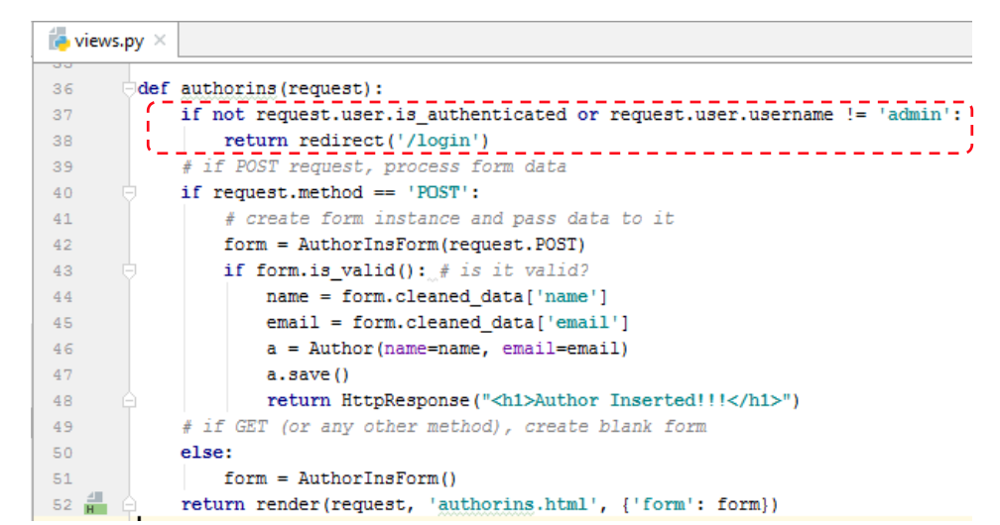 views.py ×
35
36 def authorins(request):
37     if not request.user.is_authenticated or request.user.username != 'admin':
38         return redirect('/login')
39     # if POST request, process form data
40     if request.method == 'POST':
41         # create form instance and pass data to it
42         form = AuthorInsForm(request.POST)
43         if form.is_valid(): # is it valid?
44             name = form.cleaned_data['name']
45             email = form.cleaned_data['email']
46             a = Author(name=name, email=email)
47             a.save()
48             return HttpResponse("<h1>Author Inserted!!!</h1>")
49     # if GET (or any other method), create blank form
50     else:
51         form = AuthorInsForm()
52 H return render(request, 'authorins.html', {'form': form})